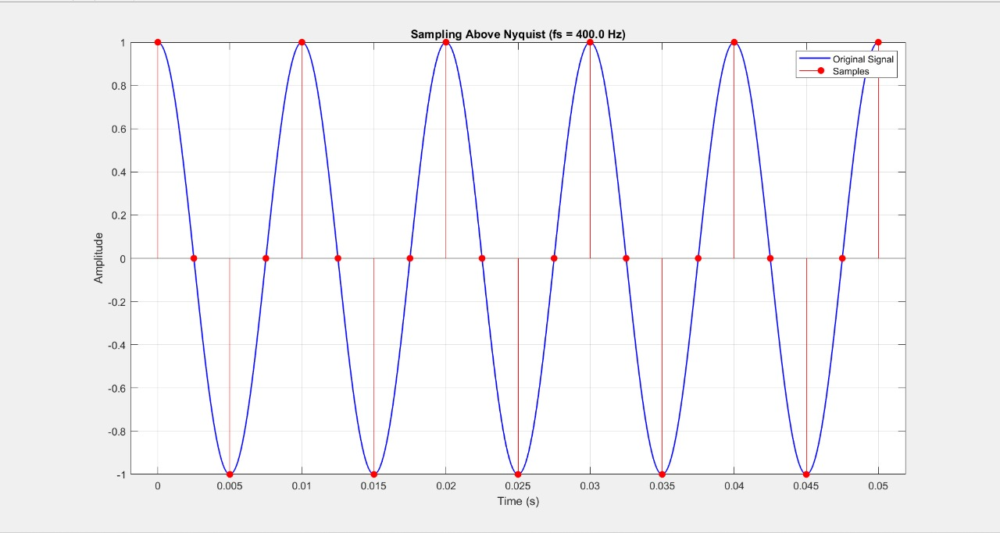 Sampling Above Nyquist (fs = 400.0 Hz)
Original Signal
Samples
Amplitude
1
0.8
0.6
0.4
0.2
0
-0.2
-0.4
-0.6
-0.8
-1
0 0.005 0.01 0.015 0.02 0.025 0.03 0.035 0.04 0.045 0.05
Time (s)